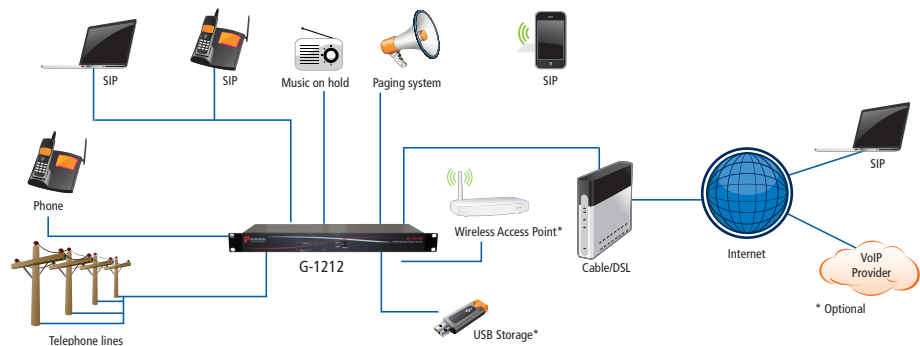 SIP
SIP
Music on hold
Paging system
SIP
SIP
Phone
Wireless Access Point*
G-1212
Cable/DSL
Internet
VoIP
Provider
* Optional
USB Storage*
Telephone lines